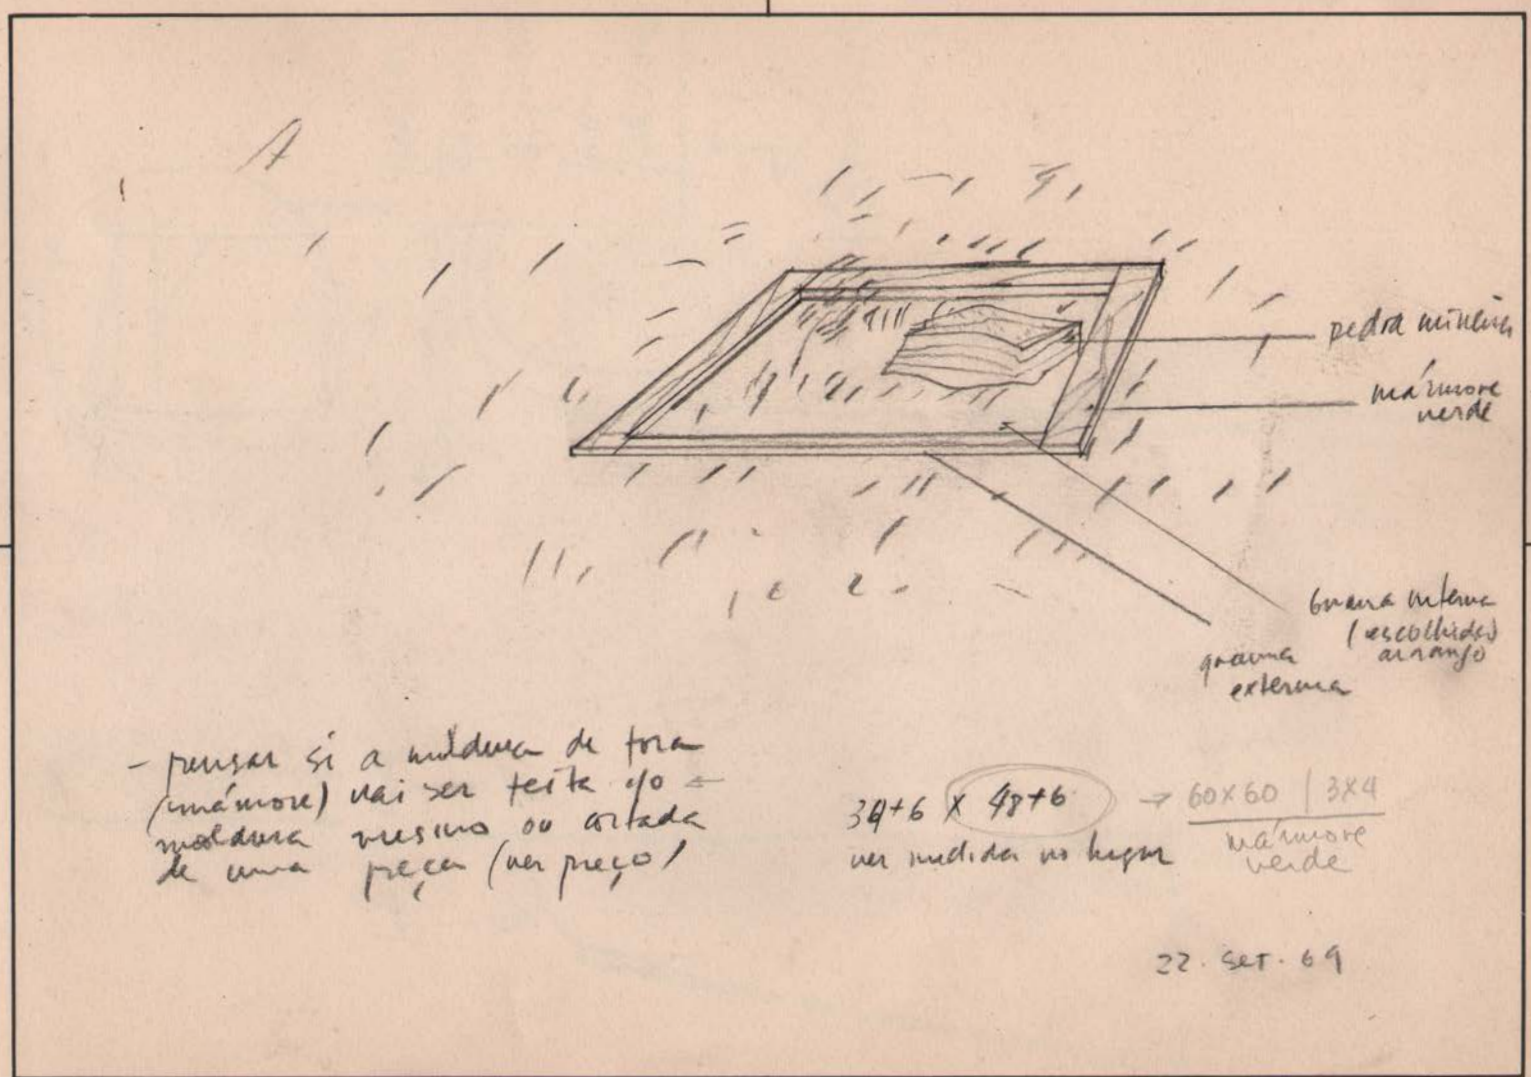 A
pedra mineira
mármore
verde
grama interna
(escolhida)
arranjo
grama
externa
- pensar si a moldura de fora
(mármore) vai ser feita c/o
moldura mesmo ou cortada
de uma peça (ver preço)
34+6 x 48+6 → 60x60 | 3x4
ver medida no lugar
mármore
verde
22. set. 69